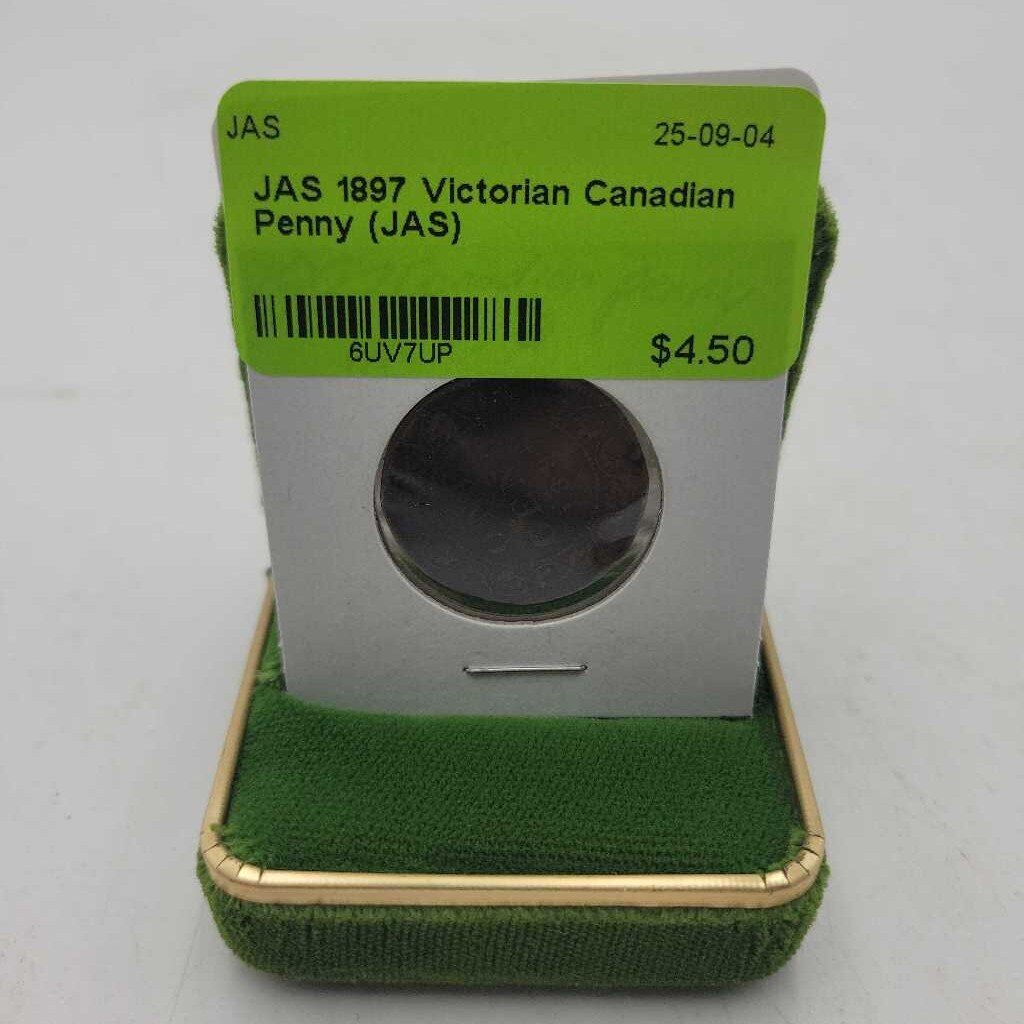 JAS 25-09-04
JAS 1897 Victorian Canadian
Penny (JAS)
6UV7UP $4.50